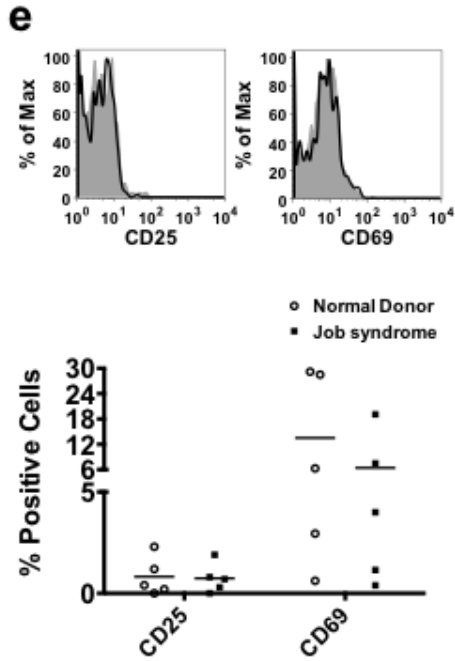 e
% of Max
100
80
60
40
20
0
10^0 10^1 10^2 10^3 10^4
CD25
% of Max
100
80
60
40
20
0
10^0 10^1 10^2 10^3 10^4
CD69
Normal Donor
Job syndrome
% Positive Cells
30
24
18
12
6
5
0
CD25
CD69